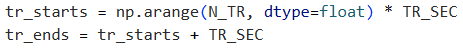 tr_starts = np.arange(N_TR, dtype=float) * TR_SEC
tr_ends = tr_starts + TR_SEC